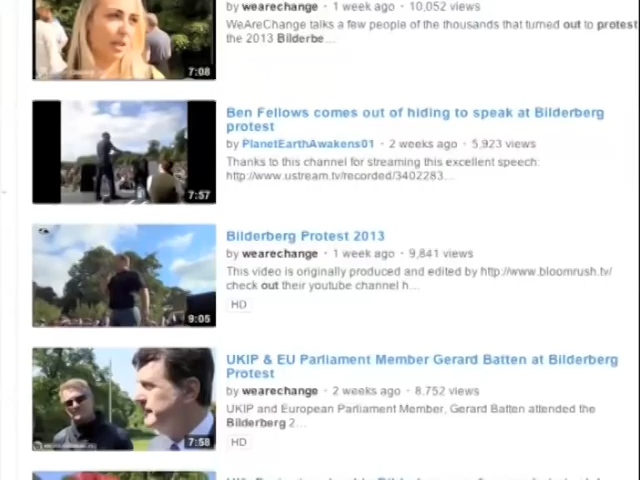 by wearechange · 1 week ago · 10,052 views
WeAreChange talks a few people of the thousands that turned out to protest
the 2013 Bilderbe...
7:08
Ben Fellows comes out of hiding to speak at Bilderberg
protest
by PlanetEarthAwakens01 · 2 weeks ago · 5,923 views
Thanks to this channel for streaming this excellent speech:
http://www.ustream.tv/recorded/3402283...
7:57
Bilderberg Protest 2013
by wearechange · 1 week ago · 9,841 views
This video is originally produced and edited by http://www.bloomrush.tv/
check out their youtube channel h...
HD
9:05
UKIP & EU Parliament Member Gerard Batten at Bilderberg
Protest
by wearechange · 2 weeks ago · 8,752 views
UKIP and European Parliament Member, Gerard Batten attended the
Bilderberg 2...
HD
7:58